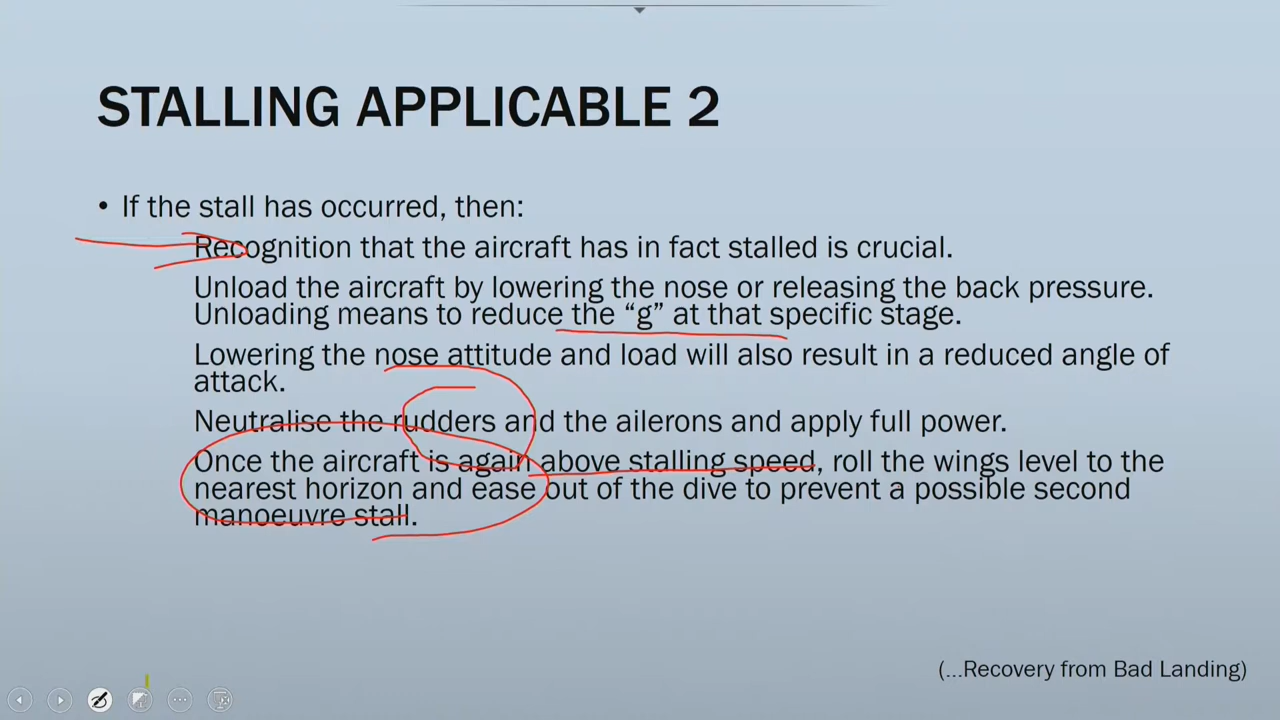 STALLING APPLICABLE 2
• If the stall has occurred, then:
Recognition that the aircraft has in fact stalled is crucial.
Unload the aircraft by lowering the nose or releasing the back pressure.
Unloading means to reduce the “g” at that specific stage.
Lowering the nose attitude and load will also result in a reduced angle of
attack.
Neutralise the rudders and the ailerons and apply full power.
Once the aircraft is again above stalling speed, roll the wings level to the
nearest horizon and ease out of the dive to prevent a possible second
manoeuvre stall.
(...Recovery from Bad Landing)